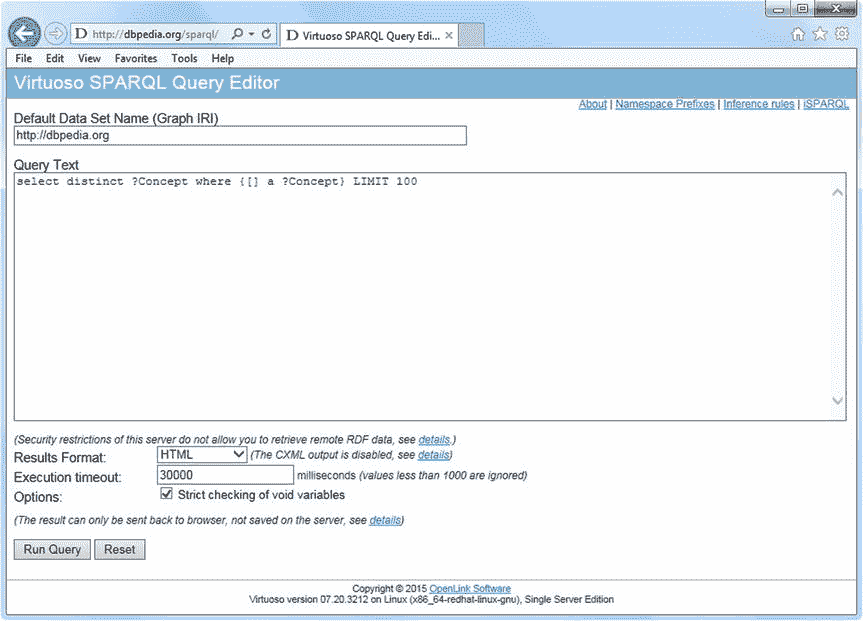 http://dbpedia.org/sparql/
Virtuoso SPARQL Query Edi...
File Edit View Favorites Tools Help
Virtuoso SPARQL Query Editor
About | Namespace Prefixes | Inference rules | iSPARQL
Default Data Set Name (Graph IRI)
http://dbpedia.org
Query Text
select distinct ?Concept where {[] a ?Concept} LIMIT 100
(Security restrictions of this server do not allow you to retrieve remote RDF data, see details.)
Results Format: HTML (The CXML output is disabled, see details)
Execution timeout: 30000 milliseconds (values less than 1000 are ignored)
Options: Strict checking of void variables
(The result can only be sent back to browser, not saved on the server, see details)
Run Query Reset
Copyright © 2015 OpenLink Software
Virtuoso version 07.20.3212 on Linux (x86_64-redhat-linux-gnu), Single Server Edition